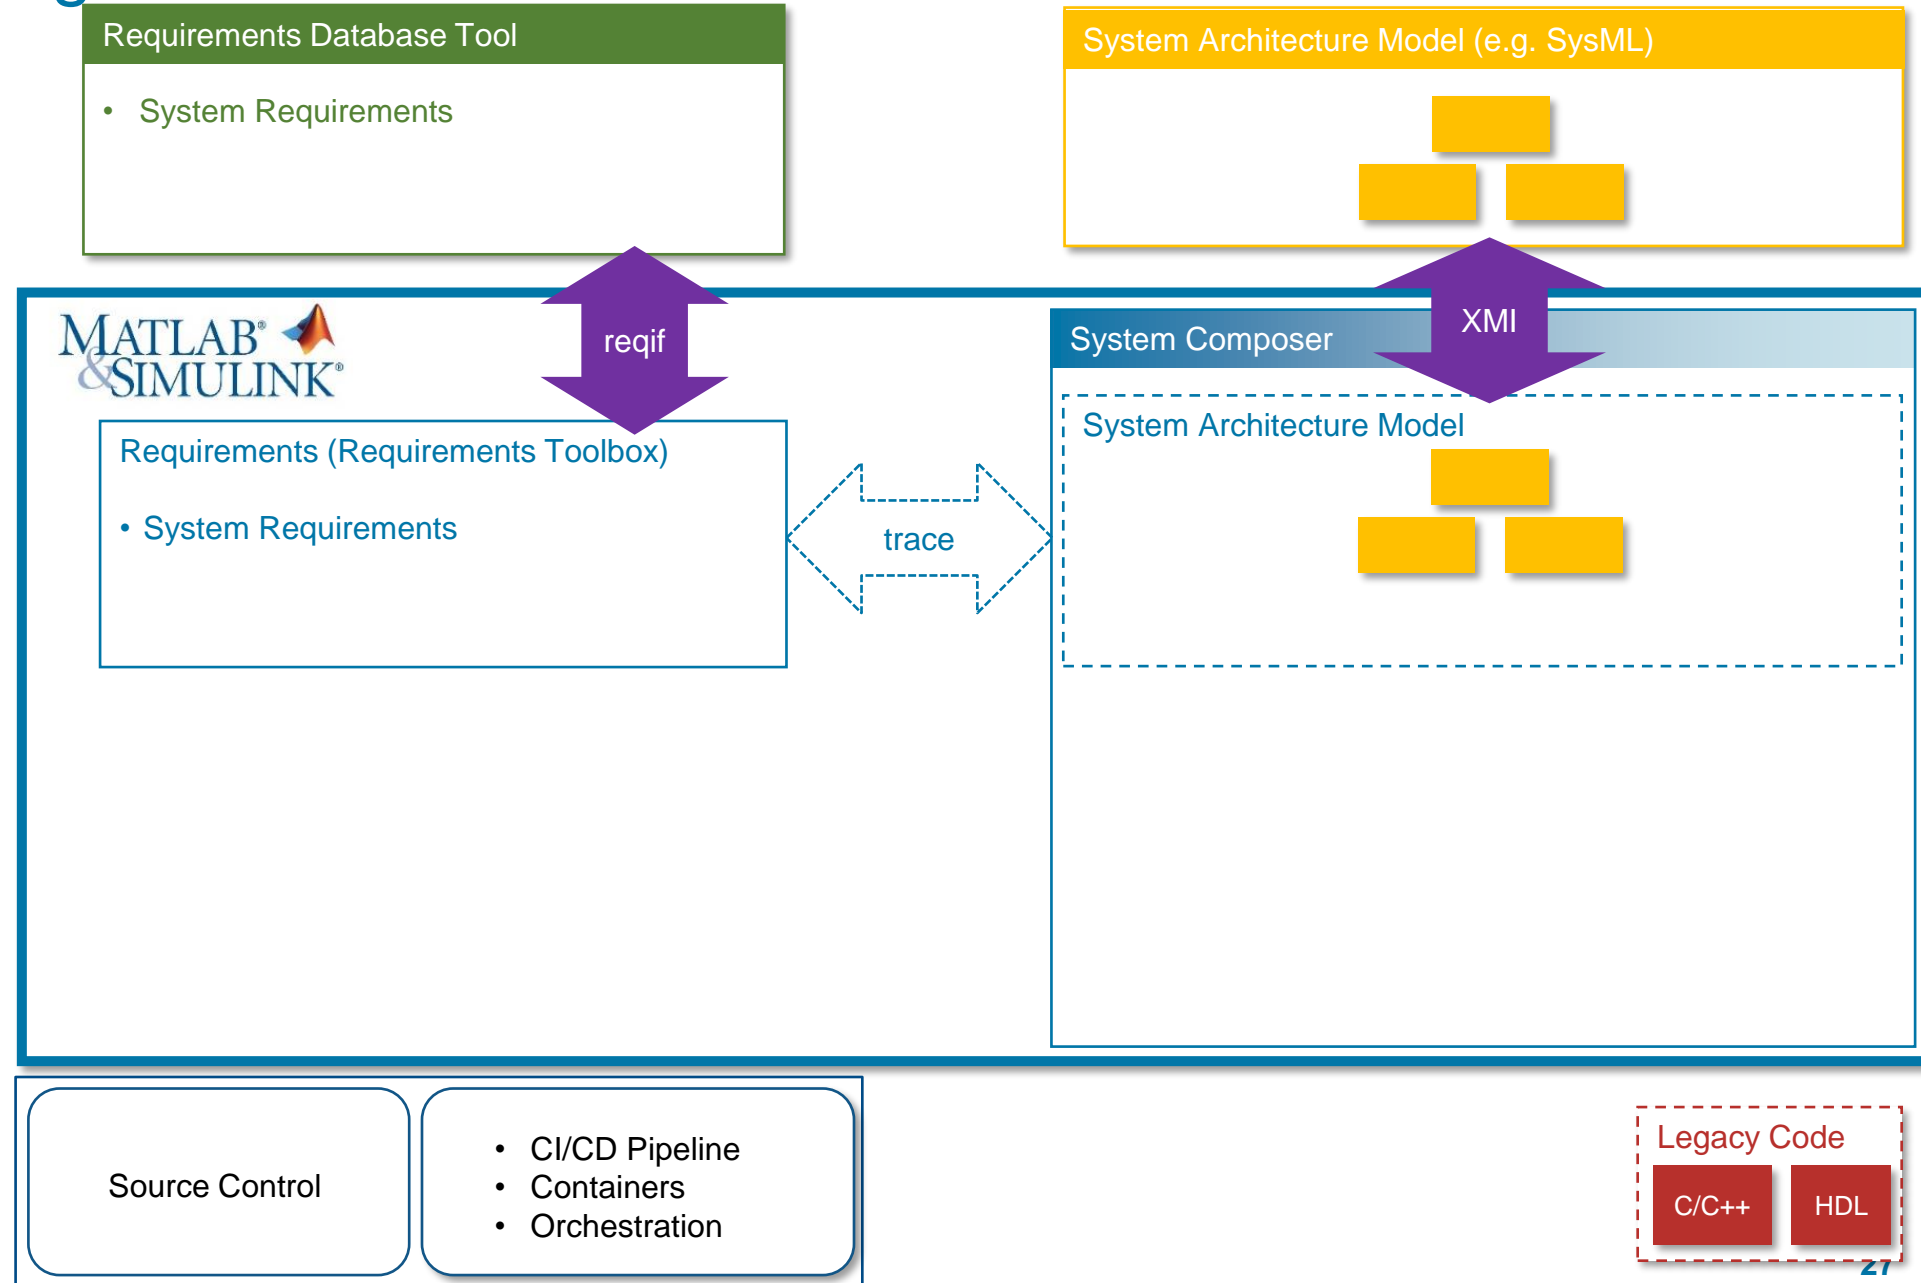 Requirements Database Tool
• System Requirements
System Architecture Model (e.g. SysML)
MATLAB®
&SIMULINK®
reqif
XMI
System Composer
Requirements (Requirements Toolbox)
• System Requirements
trace
System Architecture Model
Source Control
• CI/CD Pipeline
• Containers
• Orchestration
Legacy Code
C/C++
HDL
27